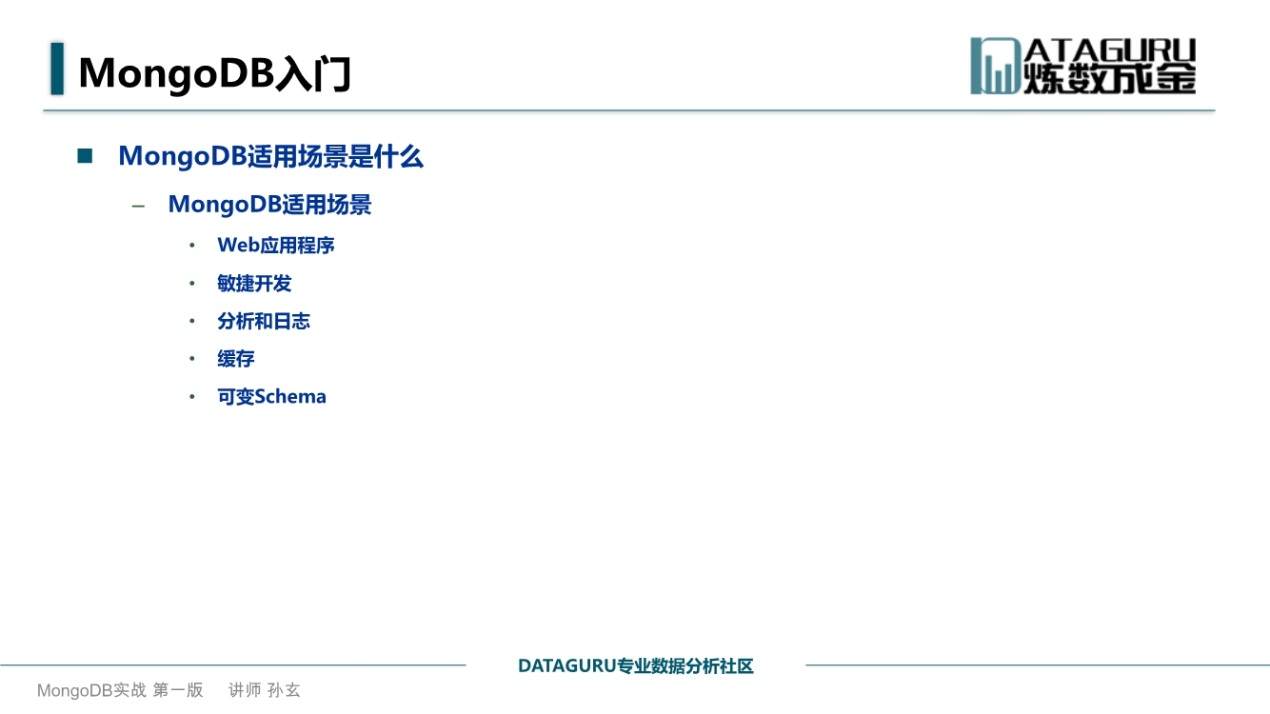 MongoDB入门
DATAGURU
炼数成金
■ MongoDB适用场景是什么
– MongoDB适用场景
• Web应用程序
• 敏捷开发
• 分析和日志
• 缓存
• 可变Schema
DATAGURU专业数据分析社区
MongoDB实战 第一版 讲师 孙玄